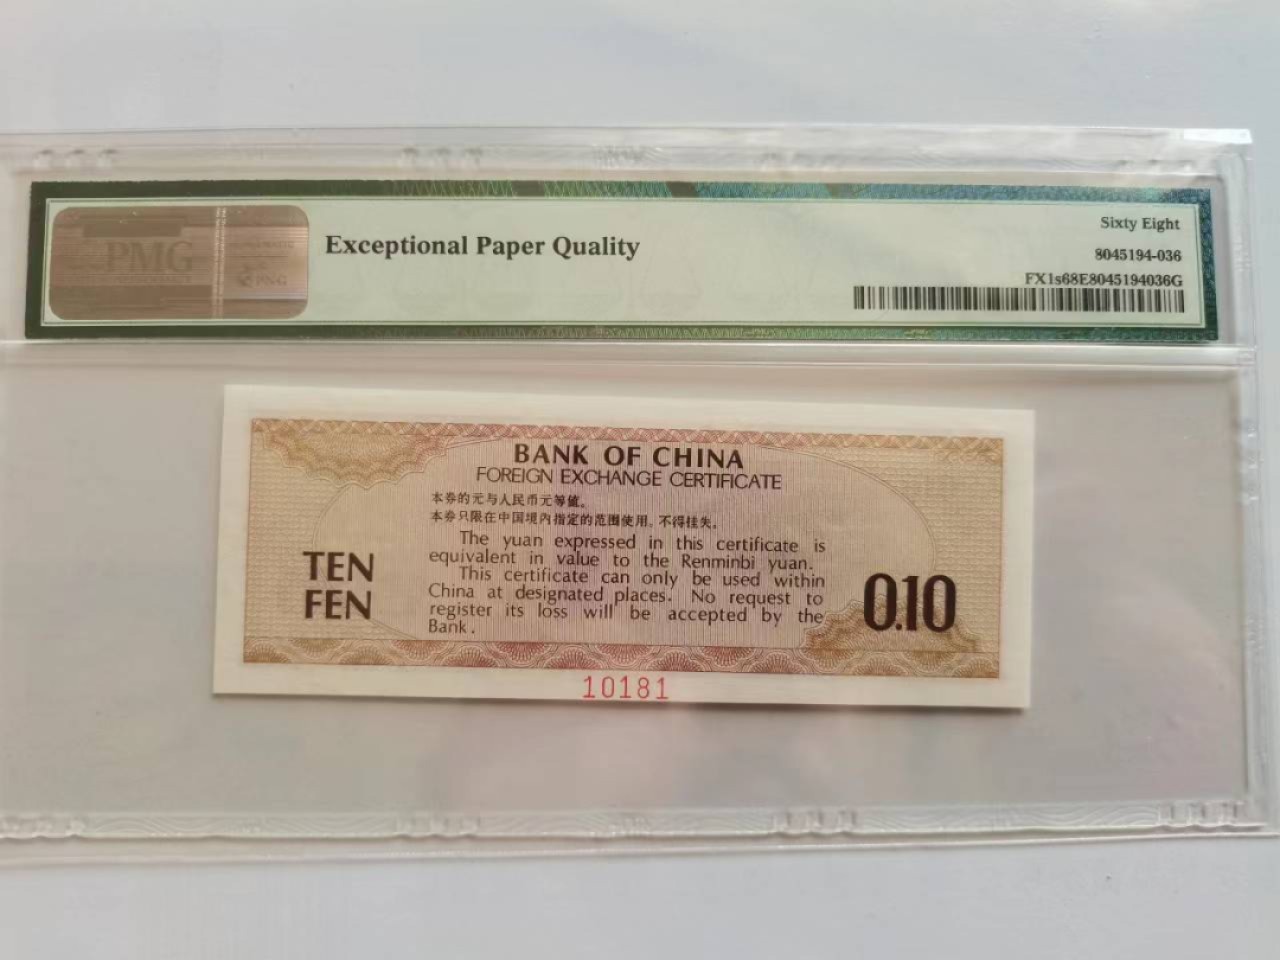 PMG
PNG
Exceptional Paper Quality
Sixty Eight
8045194-036
FX1s68E8045194036G
BANK OF CHINA
FOREIGN EXCHANGE CERTIFICATE
本券的元与人民币元等值。
本券只限在中国境内指定的范围使用，不得挂失。
The yuan expressed in this certificate is
equivalent in value to the Renminbi yuan.
This certificate can only be used within
China at designated places. No request to
register its loss will be accepted by the
Bank.
TEN
FEN
0.10
10181